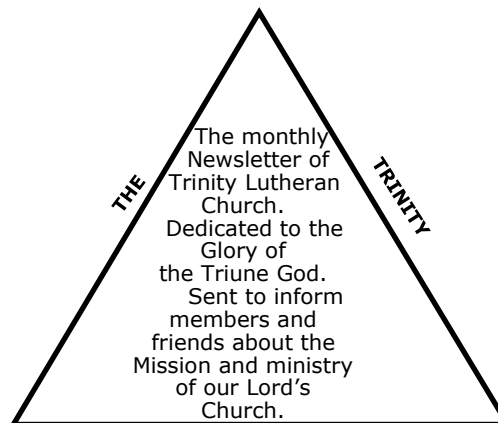 THE
TRINITY
The monthly
Newsletter of
Trinity Lutheran
Church.
Dedicated to the
Glory of
the Triune God.
Sent to inform
members and
friends about the
Mission and ministry
of our Lord’s
Church.